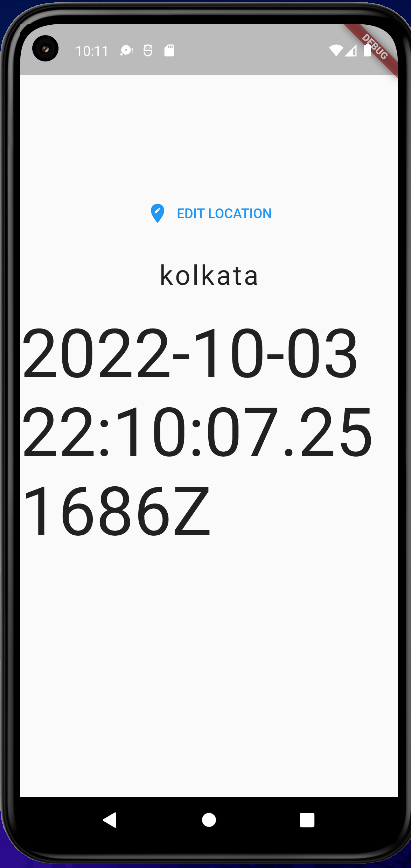 10:11
DEBUG
EDIT LOCATION
kolkata
2022-10-03
22:10:07.25
1686Z